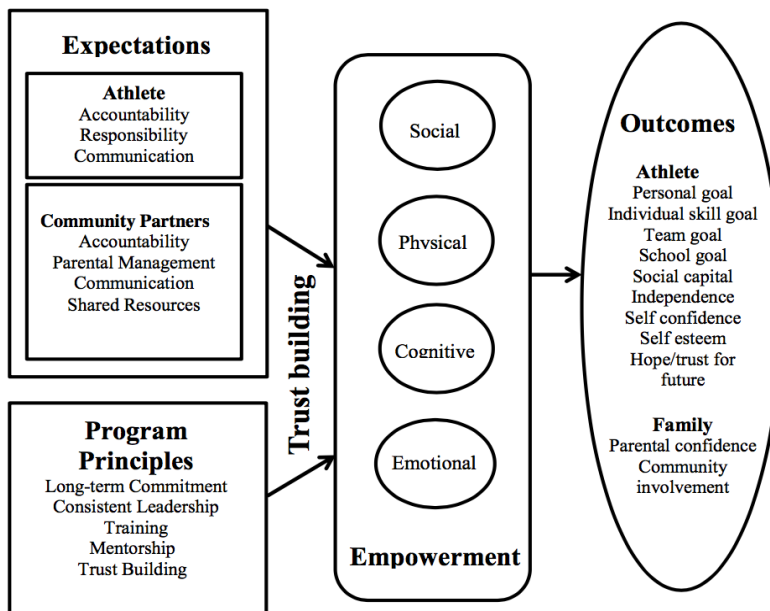 Expectations
Athlete
Accountability
Responsibility
Communication
Community Partners
Accountability
Parental Management
Communication
Shared Resources
Program
Principles
Long-term Commitment
Consistent Leadership
Training
Mentorship
Trust Building
Trust building
Social
Physical
Cognitive
Emotional
Empowerment
Outcomes
Athlete
Personal goal
Individual skill goal
Team goal
School goal
Social capital
Independence
Self confidence
Self esteem
Hope/trust for
future
Family
Parental confidence
Community
involvement